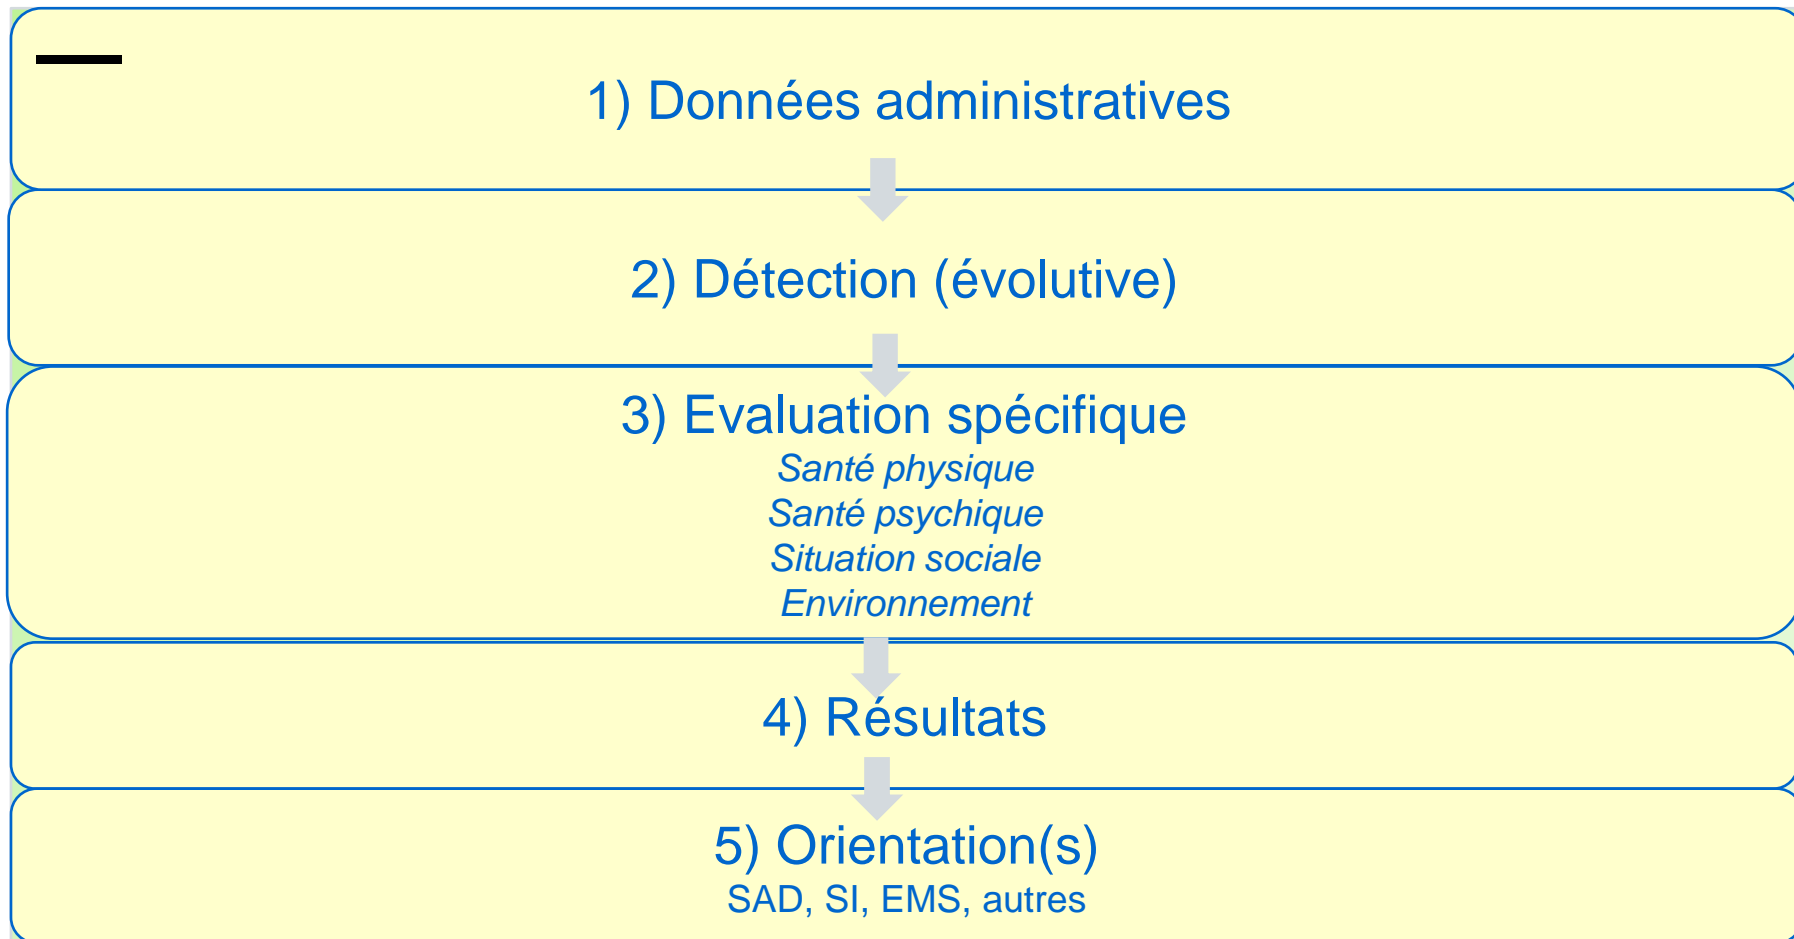 1) Données administratives
2) Détection (évolutive)
3) Evaluation spécifique
Santé physique
Santé psychique
Situation sociale
Environnement
4) Résultats
5) Orientation(s)
SAD, SI, EMS, autres